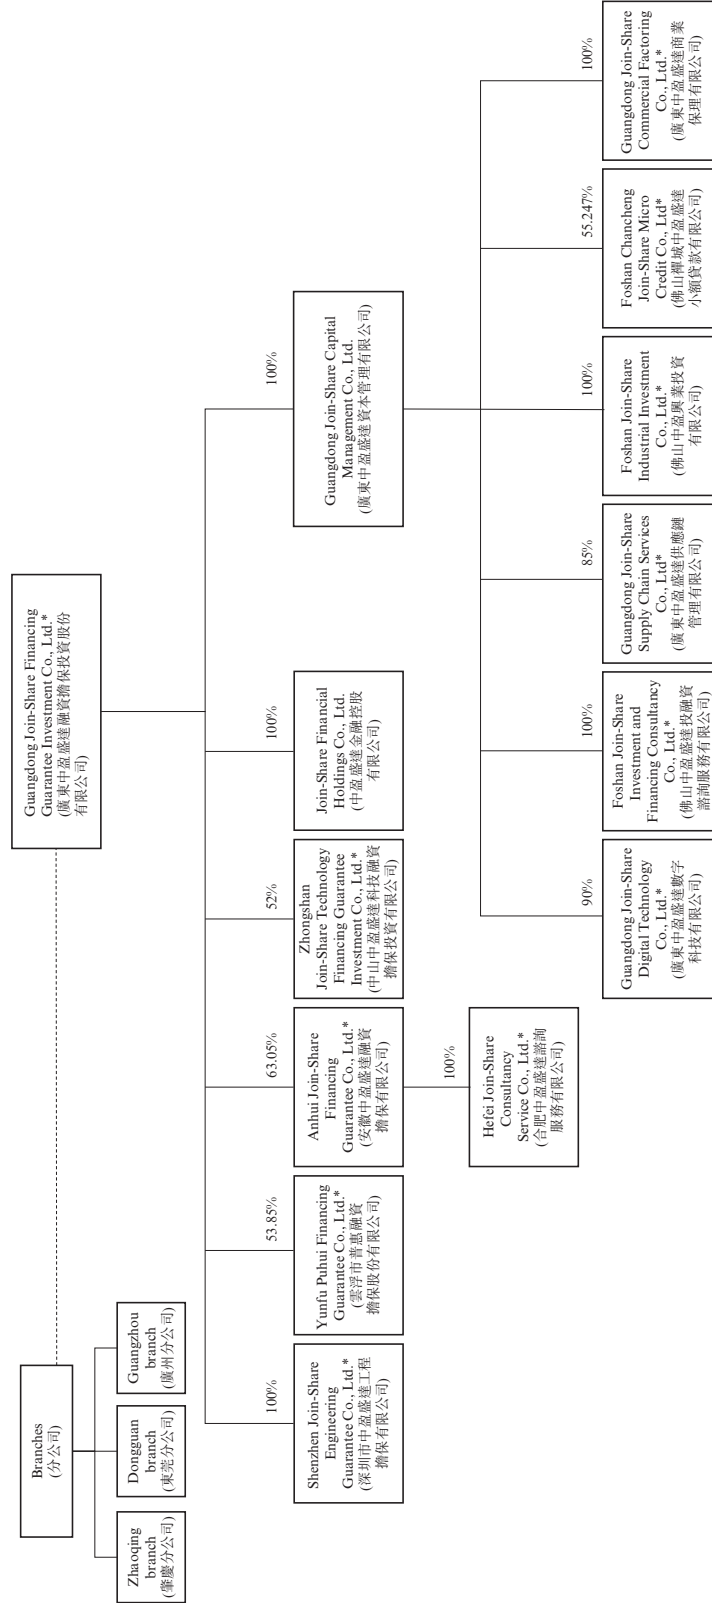 Guangdong Join-Share Financing
Guarantee Investment Co., Ltd.*
(廣東中盈盛達融資擔保投資股份
有限公司)
Branches
(分公司)
Zhaoqing
branch
(肇慶分公司)
Dongguan
branch
(東莞分公司)
Guangzhou
branch
(廣州分公司)
100%
53.85%
63.05%
52%
100%
100%
Shenzhen Join-Share
Engineering
Guarantee Co., Ltd.*
(深圳市中盈盛達工程
擔保有限公司)
Yunfu Puhui Financing
Guarantee Co., Ltd.*
(雲浮市普惠融資
擔保股份有限公司)
Anhui Join-Share
Financing
Guarantee Co., Ltd.*
(安徽中盈盛達融資
擔保有限公司)
Zhongshan
Join-Share Technology
Financing Guarantee
Investment Co., Ltd.*
(中山中盈盛達科技融資
擔保投資有限公司)
Join-Share Financial
Holdings Co., Ltd.
(中盈盛達金融控股
有限公司)
Guangdong Join-Share Capital
Management Co., Ltd.
(廣東中盈盛達資本管理有限公司)
100%
Hefei Join-Share
Consultancy
Service Co., Ltd.*
(合肥中盈盛達諮詢
服務有限公司)
90%
100%
85%
100%
55.247%
100%
Guangdong Join-Share
Digital Technology
Co., Ltd.*
(廣東中盈盛達數字
科技有限公司)
Foshan Join-Share
Investment and
Financing Consultancy
Co., Ltd.*
(佛山中盈盛達投融資
諮詢服務有限公司)
Guangdong Join-Share
Supply Chain Services
Co., Ltd*
(廣東中盈盛達供應鏈
管理有限公司)
Foshan Join-Share
Industrial Investment
Co., Ltd.*
(佛山中盈興業投資
有限公司)
Foshan Chancheng
Join-Share Micro
Credit Co., Ltd*
(佛山禪城中盈盛達
小額貸款有限公司)
Guangdong Join-Share
Commercial Factoring
Co., Ltd.*
(廣東中盈盛達商業
保理有限公司)